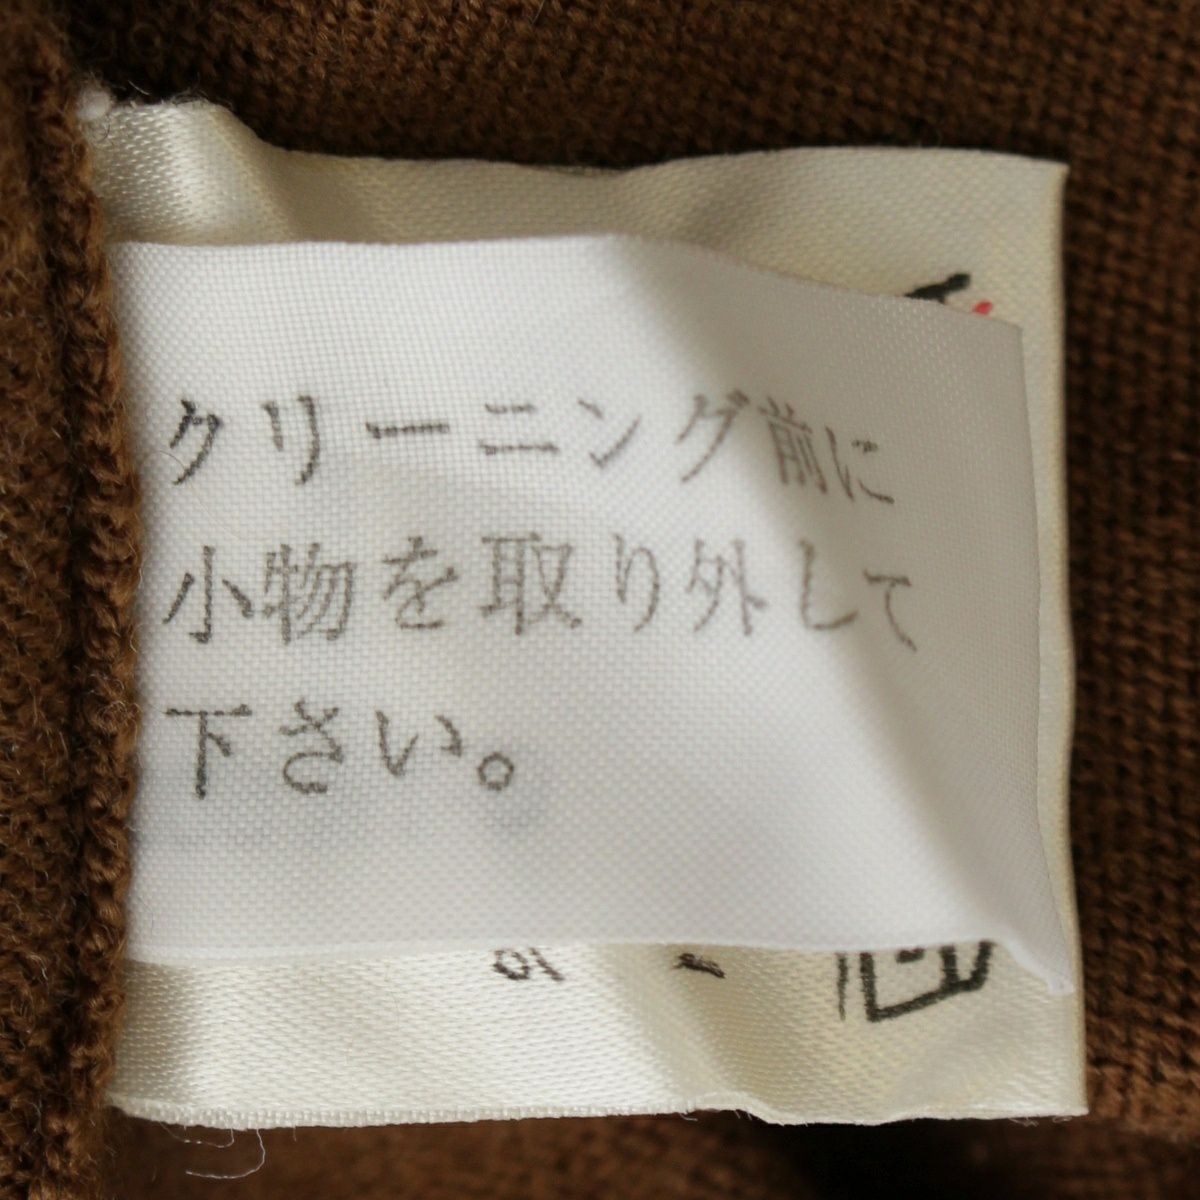 クリーニング前に
小物を取り外して
下さい。